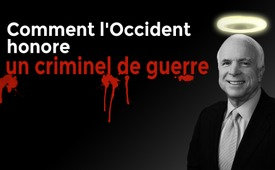 Comment l'Occident
honore
un criminel de guerre